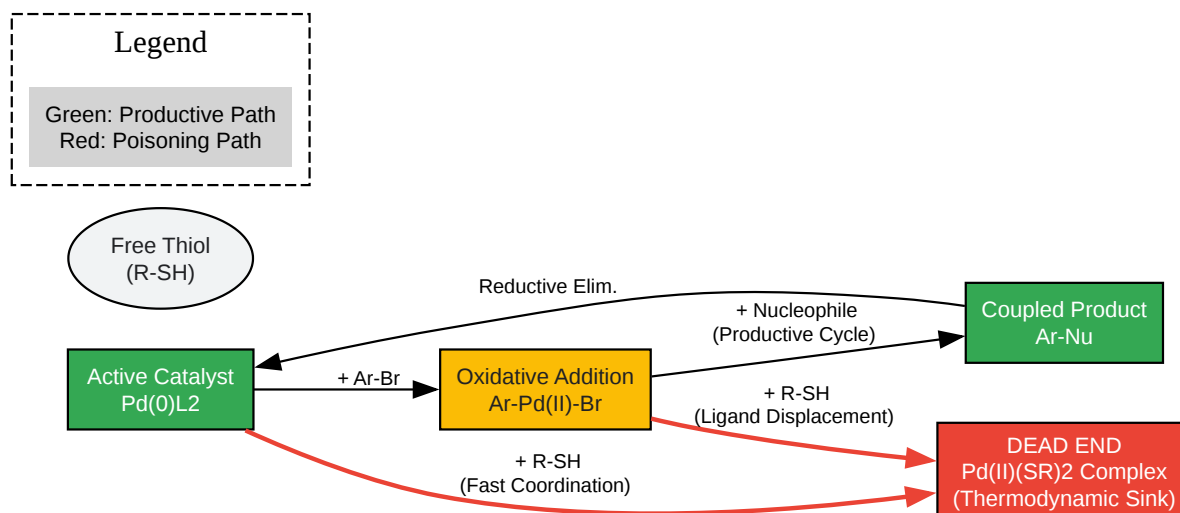 Legend
Green: Productive Path
Red: Poisoning Path
Free Thiol
(R-SH)
Reductive Elim.
+ Nucleophile
(Productive Cycle)
Coupled Product
Ar-Nu
Active Catalyst
Pd(0)L2
+ Ar-Br
Oxidative Addition
Ar-Pd(II)-Br
+ R-SH
(Ligand Displacement)
+ R-SH
(Fast Coordination)
DEAD END
Pd(II)(SR)2 Complex
(Thermodynamic Sink)